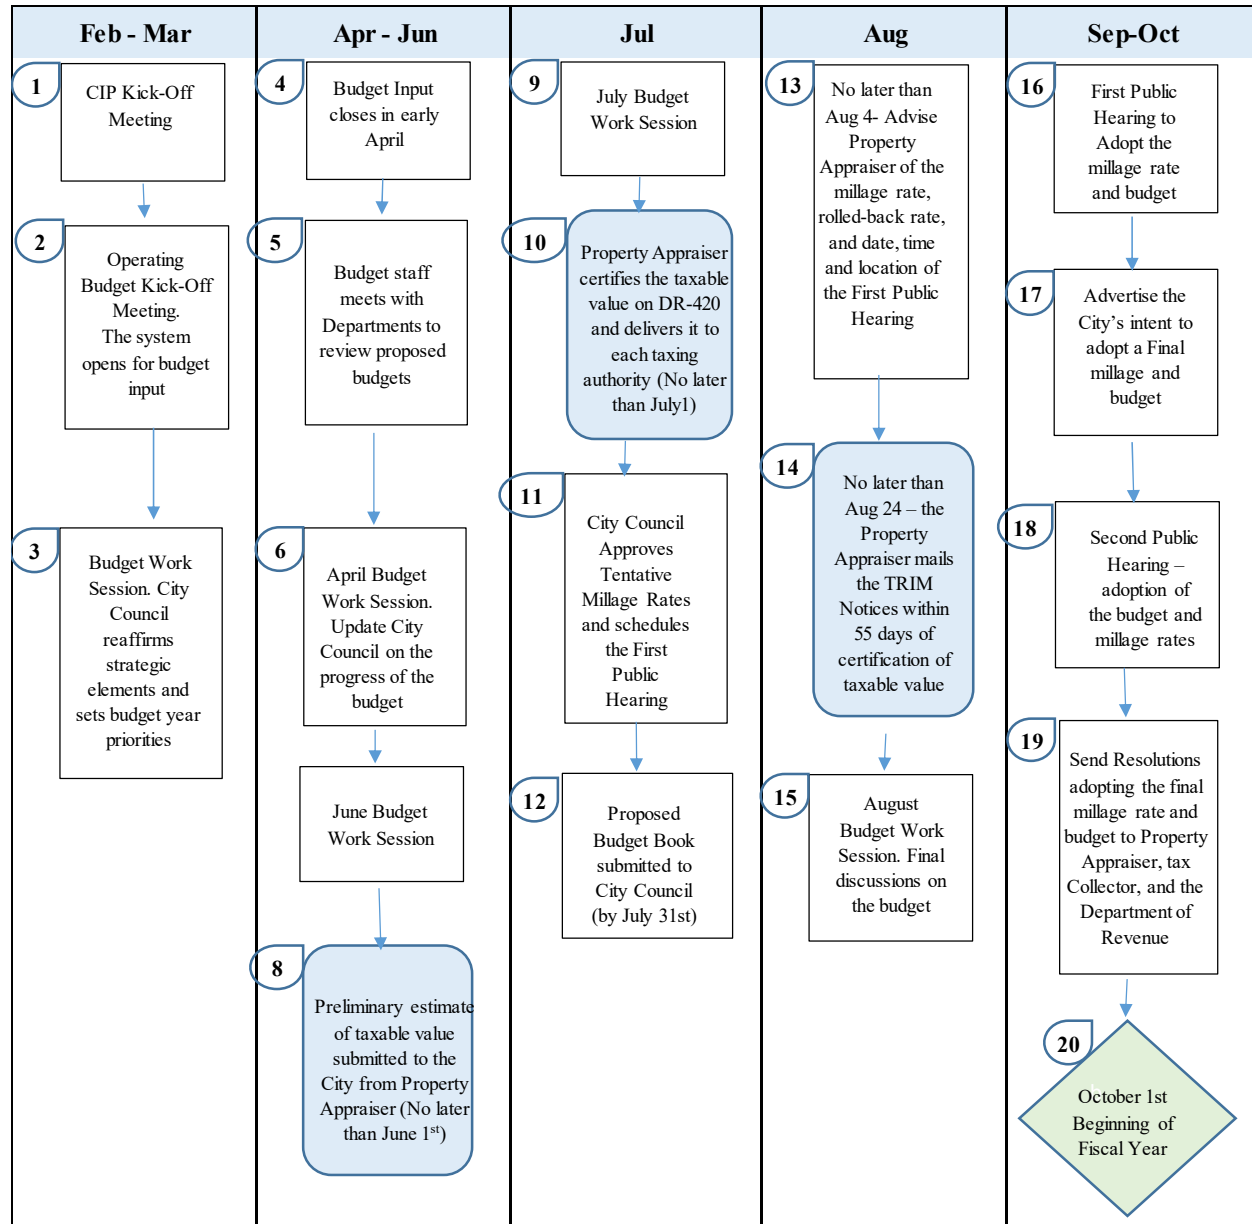 Feb - Mar
1
CIP Kick-Off
Meeting
2
Operating
Budget Kick-Off
Meeting.
The system
opens for budget
input
3
Budget Work
Session. City
Council
reaffirms
strategic
elements and
sets budget year
priorities
Apr - Jun
4
Budget Input
closes in early
April
5
Budget staff
meets with
Departments to
review proposed
budgets
6
April Budget
Work Session.
Update City
Council on the
progress of the
budget
June Budget
Work Session
8
Preliminary estimate
of taxable value
submitted to the
City from Property
Appraiser (No later
than June 1st)
Jul
9
July Budget
Work Session
10
Property Appraiser
certifies the taxable
value on DR-420
and delivers it to
each taxing
authority (No later
than July1)
11
City Council
Approves
Tentative
Millage Rates
and schedules
the First
Public
Hearing
12
Proposed
Budget Book
submitted to
City Council
(by July 31st)
Aug
13
No later than
Aug 4- Advise
Property
Appraiser of the
millage rate,
rolled-back rate,
and date, time
and location of
the First Public
Hearing
14
No later than
Aug 24 – the
Property
Appraiser mails
the TRIM
Notices within
55 days of
certification of
taxable value
15
August
Budget Work
Session. Final
discussions on
the budget
Sep-Oct
16
First Public
Hearing to
Adopt the
millage rate
and budget
17
Advertise the
City’s intent to
adopt a Final
millage and
budget
18
Second Public
Hearing –
adoption of
the budget and
millage rates
19
Send Resolutions
adopting the final
millage rate and
budget to Property
Appraiser, tax
Collector, and the
Department of
Revenue
20
October 1st
Beginning of
Fiscal Year